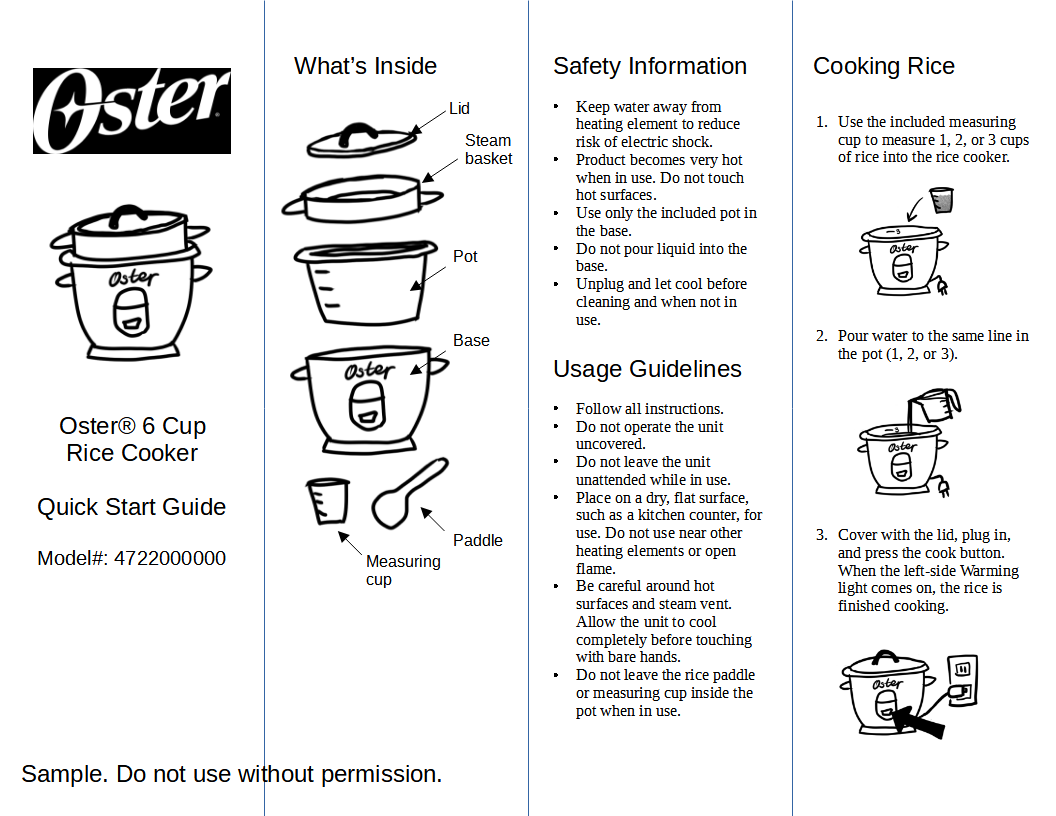 Oster
Oster
Oster® 6 Cup
Rice Cooker
Quick Start Guide
Model#: 4722000000
Sample. Do not use without permission.
What’s Inside
Lid
Steam
basket
Pot
Base
Oster
Paddle
Measuring
cup
Safety Information
• Keep water away from
heating element to reduce
risk of electric shock.
• Product becomes very hot
when in use. Do not touch
hot surfaces.
• Use only the included pot in
the base.
• Do not pour liquid into the
base.
• Unplug and let cool before
cleaning and when not in
use.
Usage Guidelines
• Follow all instructions.
• Do not operate the unit
uncovered.
• Do not leave the unit
unattended while in use.
• Place on a dry, flat surface,
such as a kitchen counter, for
use. Do not use near other
heating elements or open
flame.
• Be careful around hot
surfaces and steam vent.
Allow the unit to cool
completely before touching
with bare hands.
• Do not leave the rice paddle
or measuring cup inside the
pot when in use.
Cooking Rice
1. Use the included measuring
cup to measure 1, 2, or 3 cups
of rice into the rice cooker.
3
Oster
2. Pour water to the same line in
the pot (1, 2, or 3).
3
Oster
3. Cover with the lid, plug in,
and press the cook button.
When the left-side Warming
light comes on, the rice is
finished cooking.
Oster